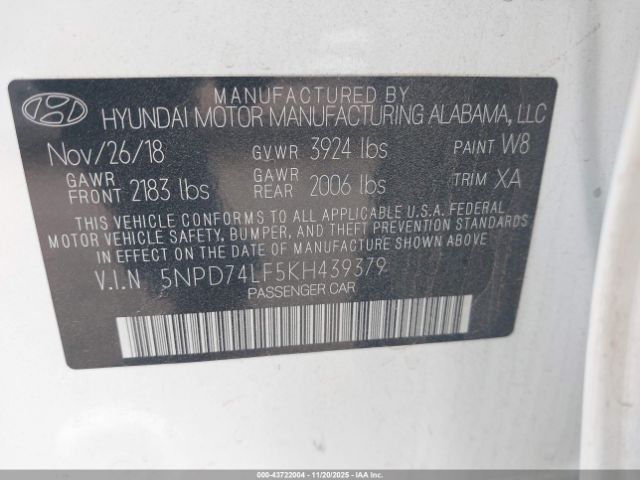 MANUFACTURED BY
HYUNDAI MOTOR MANUFACTURING ALABAMA, LLC
Nov/26/18 GVWR 3924 lbs PAINT W8
GAWR FRONT 2183 lbs GAWR REAR 2006 lbs TRIM XA
THIS VEHICLE CONFORMS TO ALL APPLICABLE U.S.A. FEDERAL
MOTOR VEHICLE SAFETY, BUMPER, AND THEFT PREVENTION STANDARDS
IN EFFECT ON THE DATE OF MANUFACTURE SHOWN ABOVE.
V.I.N 5NPD74LF5KH439379
PASSENGER CAR
000-43722004 | 11/20/2025 | IAAI.COM